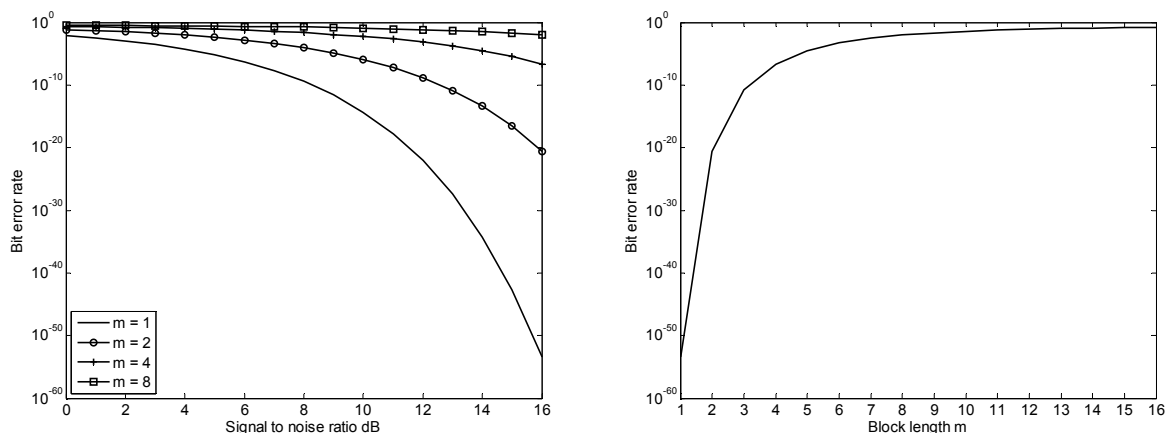 10^0
10^-10
10^-20
10^-30
10^-40
10^-50
10^-60
Bit error rate
m = 1
m = 2
m = 4
m = 8
0 2 4 6 8 10 12 14 16
Signal to noise ratio dB
10^0
10^-10
10^-20
10^-30
10^-40
10^-50
10^-60
Bit error rate
1 2 3 4 5 6 7 8 9 10 11 12 13 14 15 16
Block length m